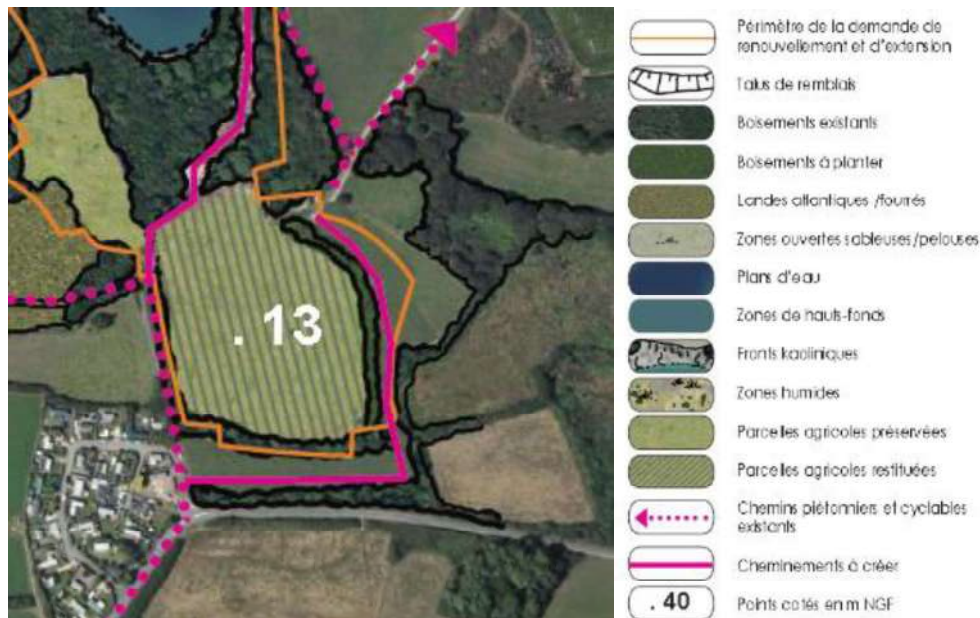 . 13
Périmètre de la demande de
renouvellement et d'extension
Talus de remblais
Boisements existants
Boisements à planter
Landes atlantiques /fourrés
Zones ouvertes sableuses/pelouses
Plans d'eau
Zones de hauts-fonds
Fronts kaoliniques
Zones humides
Parcelles agricoles préservées
Parcelles agricoles restituées
Chemins piétonniers et cyclables
existants
Cheminements à créer
. 40
Points cotés en m NGF